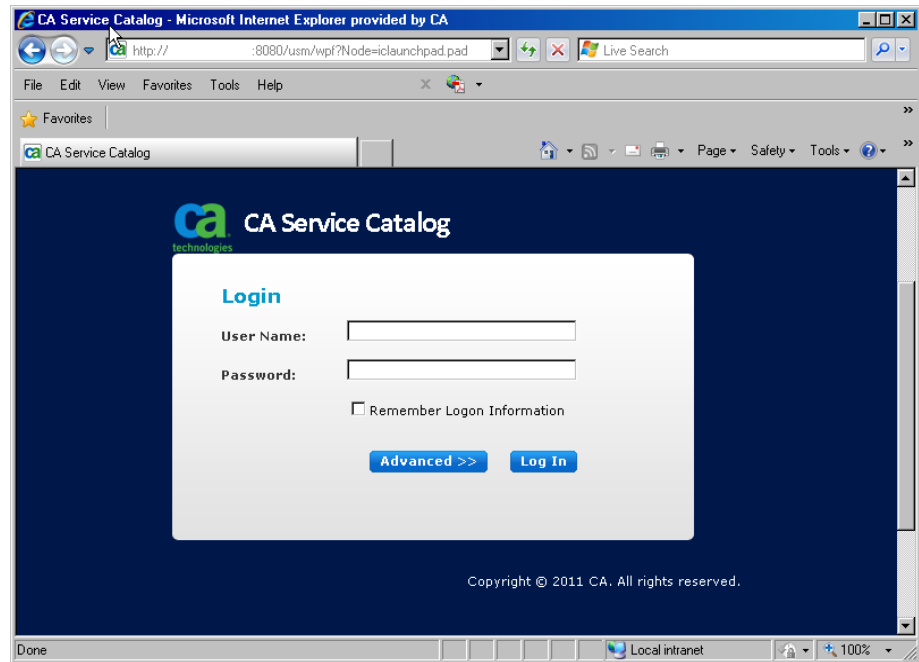 CA Service Catalog - Microsoft Internet Explorer provided by CA
http:// :8080/usm/wpf?Node=iclaunchpad.pad
Live Search
File Edit View Favorites Tools Help
Favorites
CA Service Catalog
Page Safety Tools
ca technologies
CA Service Catalog
Login
User Name:
Password:
Remember Logon Information
Advanced >> Log In
Copyright © 2011 CA. All rights reserved.
Done
Local intranet
100%